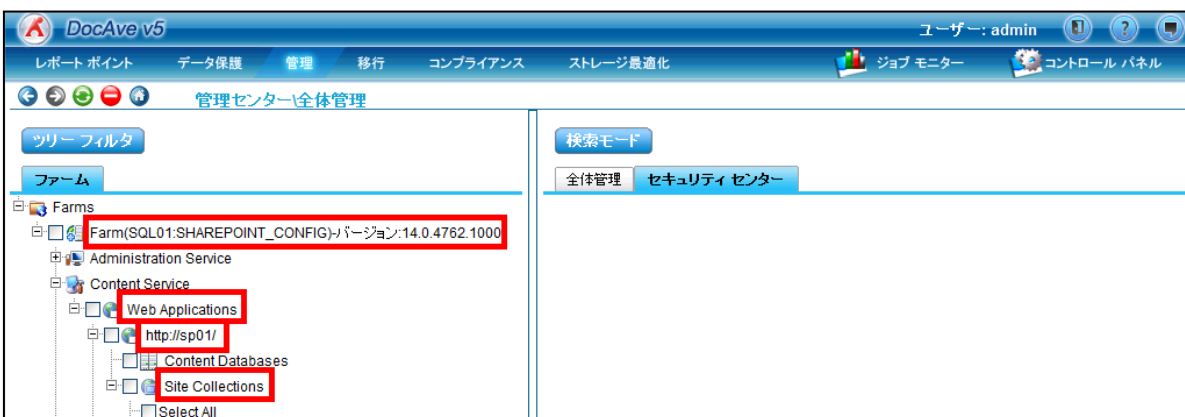 DocAve v5 ユーザー: admin
レポート ポイント データ保護 管理 移行 コンプライアンス ストレージ最適化 ジョブ モニター コントロール パネル
管理センター\全体管理
ツリー フィルタ 検索モード
ファーム 全体管理 セキュリティ センター
Farms
Farm(SQL01:SHAREPOINT_CONFIG)-バージョン:14.0.4762.1000
Administration Service
Content Service
Web Applications
http://sp01/
Content Databases
Site Collections
Select All